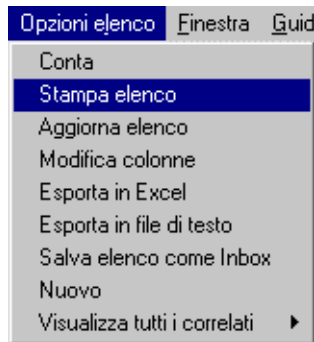 Opzioni elenco Finestra Guid
Conta
Stampa elenco
Aggiorna elenco
Modifica colonne
Esporta in Excel
Esporta in file di testo
Salva elenco come Inbox
Nuovo
Visualizza tutti i correlati